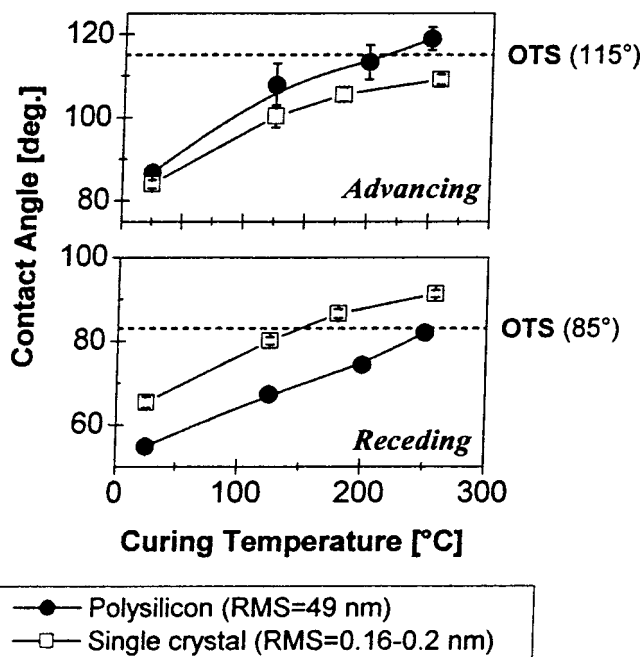 120
100
80
OTS (115°)
Advancing
Contact Angle [deg.]
100
80
60
OTS (85°)
Receding
0
100
200
300
Curing Temperature [°C]
Polysilicon (RMS=49 nm)
Single crystal (RMS=0.16-0.2 nm)